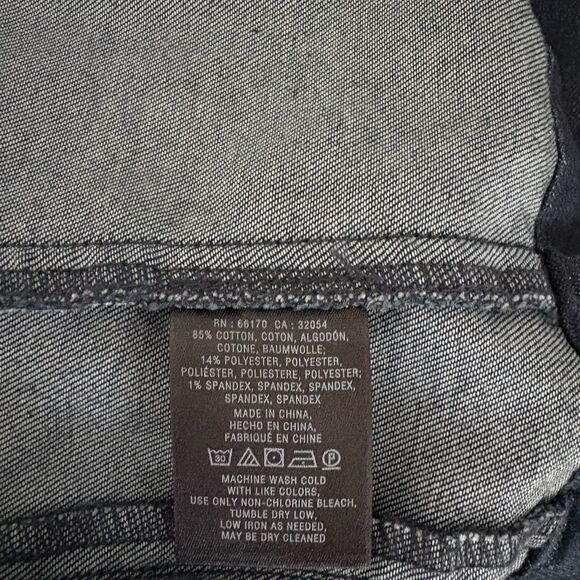 RN : 66170 CA : 32054
85% COTTON, COTON, ALGODÓN,
COTONE, BAUMWOLLE;
14% POLYESTER, POLYESTER,
POLIÉSTER, POLIESTERE, POLYESTER;
1% SPANDEX, SPANDEX, SPANDEX,
SPANDEX, SPANDEX
MADE IN CHINA,
HECHO EN CHINA,
FABRIQUÉ EN CHINE
30 P
MACHINE WASH COLD
WITH LIKE COLORS,
USE ONLY NON-CHLORINE BLEACH,
TUMBLE DRY LOW,
LOW IRON AS NEEDED,
MAY BE DRY CLEANED